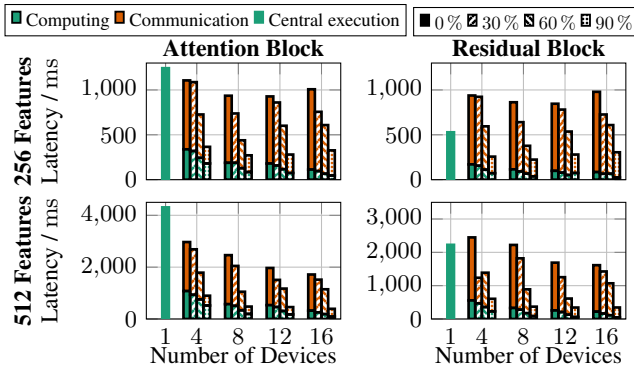 Computing Communication Central execution 0 % 30 % 60 % 90 %
Attention Block Residual Block
256 Features
Latency / ms
1,000
500
0
1,000
500
0
512 Features
Latency / ms
4,000
2,000
0
3,000
2,000
1,000
0
1 4 8 12 16 1 4 8 12 16
Number of Devices Number of Devices